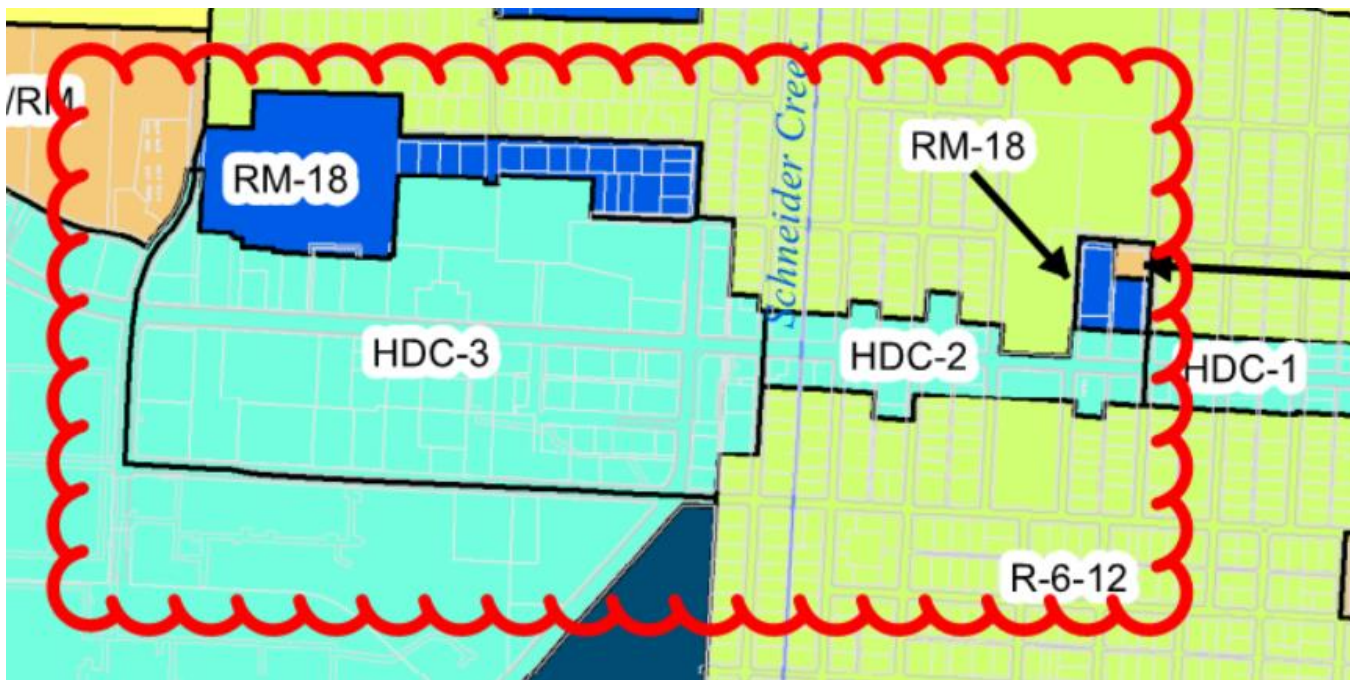 /RM
RM-18
RM-18
Schneider Creek
HDC-3
HDC-2
HDC-1
R-6-12